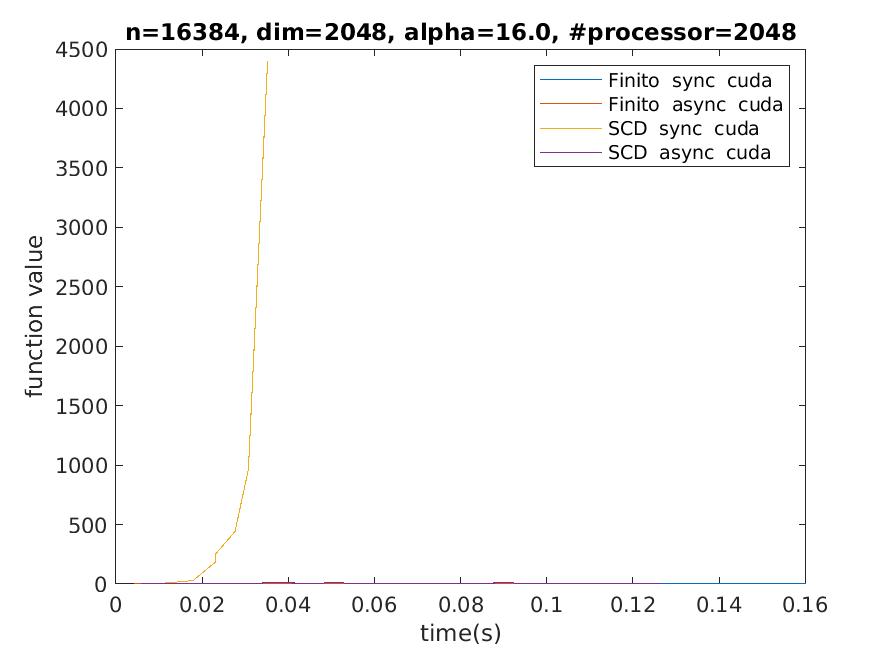 n=16384, dim=2048, alpha=16.0, #processor=2048
4500
4000
3500
3000
2500
2000
1500
1000
500
0
function value
Finito sync cuda
Finito async cuda
SCD sync cuda
SCD async cuda
0 0.02 0.04 0.06 0.08 0.1 0.12 0.14 0.16
time(s)